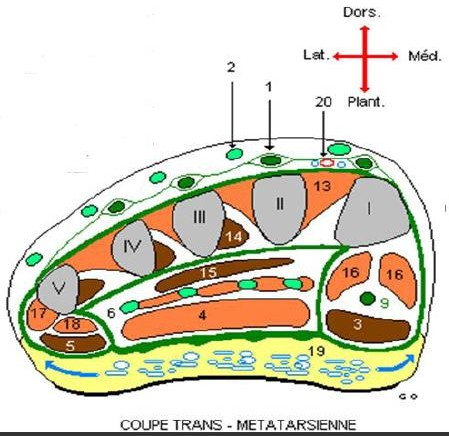 Dors.
Lat. Méd.
Plant.
2
1
20
13
I
II
III
IV
V
14
15
16 16
17
18
6
4
9
3
5
19
G O
COUPE TRANS - METATARSIENNE